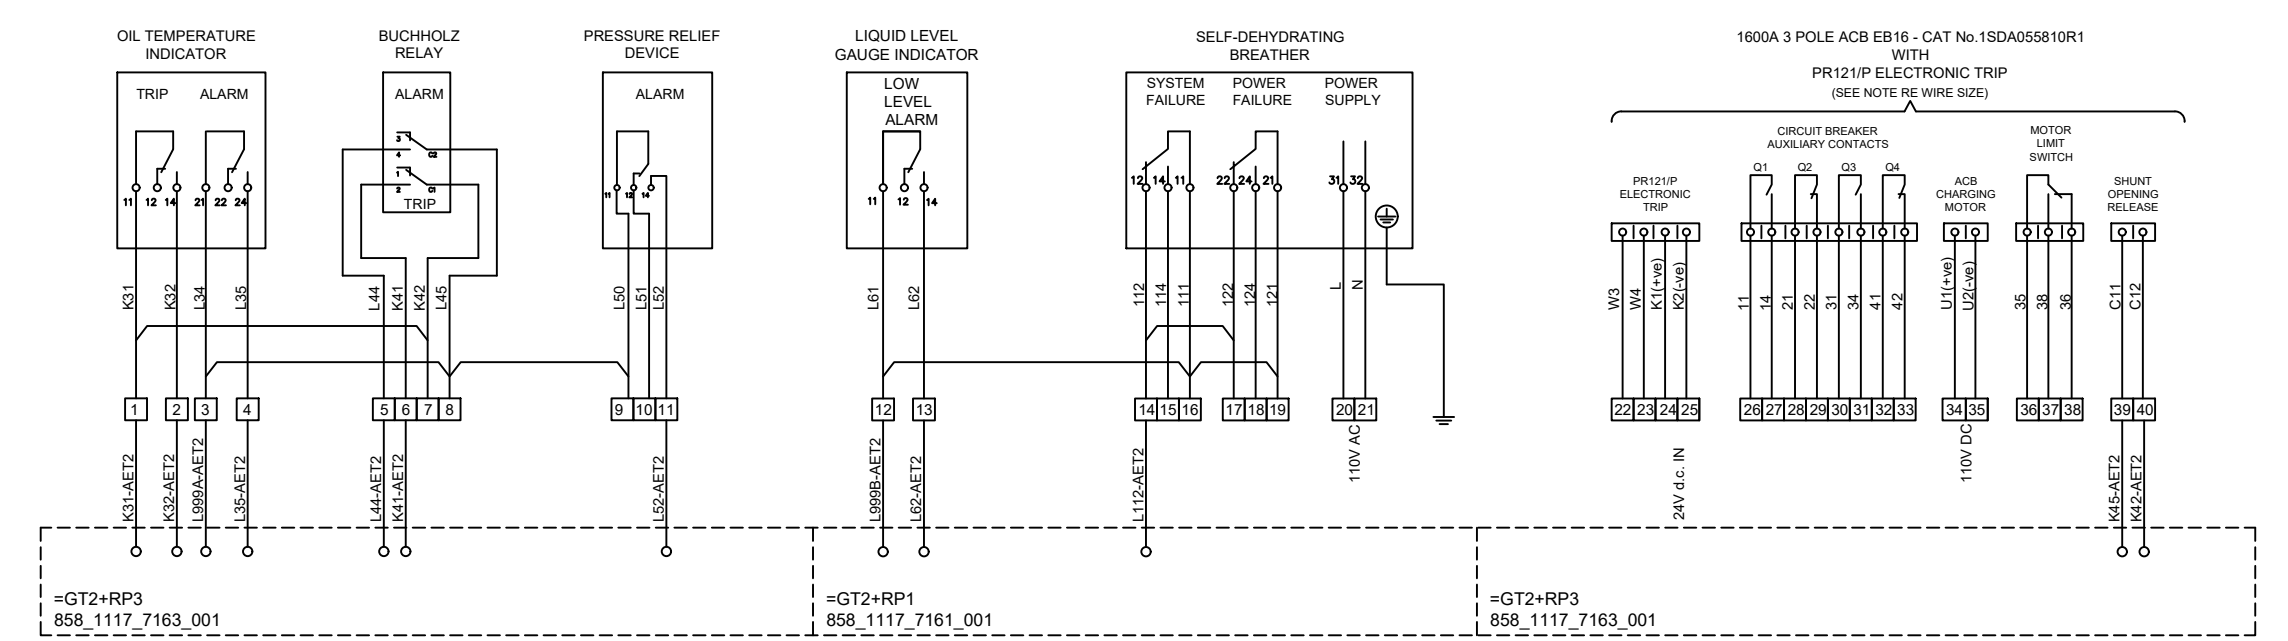 OIL TEMPERATURE
INDICATOR
BUCHHOLZ
RELAY
PRESSURE RELIEF
DEVICE
LIQUID LEVEL
GAUGE INDICATOR
SELF-DEHYDRATING
BREATHER
1600A 3 POLE ACB EB16 - CAT No.1SDA055810R1
WITH
PR121/P ELECTRONIC TRIP
(SEE NOTE RE WIRE SIZE)
TRIP ALARM
ALARM
ALARM
LOW
LEVEL
ALARM
SYSTEM
FAILURE
POWER
FAILURE
POWER
SUPPLY
CIRCUIT BREAKER
AUXILIARY CONTACTS
MOTOR
LIMIT
SWITCH
Q1 Q2 Q3 Q4
PR121/P
ELECTRONIC
TRIP
ACB
CHARGING
MOTOR
SHUNT
OPENING
RELEASE
3
4 C2
1
2 C1
TRIP
11 12 14 21 22 24
11 12 14
11 12 14
12 14 11 22 24 21 31 32
K31 K32 L34 L35
L44 K41 K42 L45
L50 L51 L52
L61 L62
112 114 111 122 124 121 L N
W3 W4 K1(+ve) K2(-ve)
11 14 21 22 31 34 41 42
U1(+ve) U2(-ve)
35 38 36
C11 C12
1 2 3 4 5 6 7 8 9 10 11 12 13 14 15 16 17 18 19 20 21 22 23 24 25 26 27 28 29 30 31 32 33 34 35 36 37 38 39 40
K31-AET2 K32-AET2 L999A-AET2 L35-AET2
L44-AET2 K41-AET2
L52-AET2
L999B-AET2 L62-AET2
L112-AET2
110V AC
24V d.c. IN
110V DC
K45-AET2 K42-AET2
=GT2+RP3
858_1117_7163_001
=GT2+RP1
858_1117_7161_001
=GT2+RP3
858_1117_7163_001